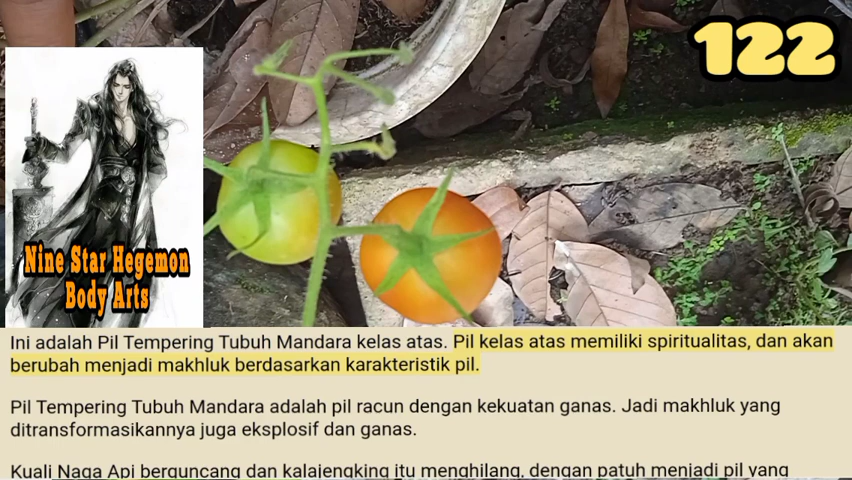 122
Nine Star Hegemon
Body Arts
Ini adalah Pil Tempering Tubuh Mandara kelas atas. Pil kelas atas memiliki spiritualitas, dan akan
berubah menjadi makhluk berdasarkan karakteristik pil.
Pil Tempering Tubuh Mandara adalah pil racun dengan kekuatan ganas. Jadi makhluk yang
ditransformasikannya juga eksplosif dan ganas.
Kuali Naga Api berguncang dan kalajengking itu menghilang, dengan patuh menjadi pil yang